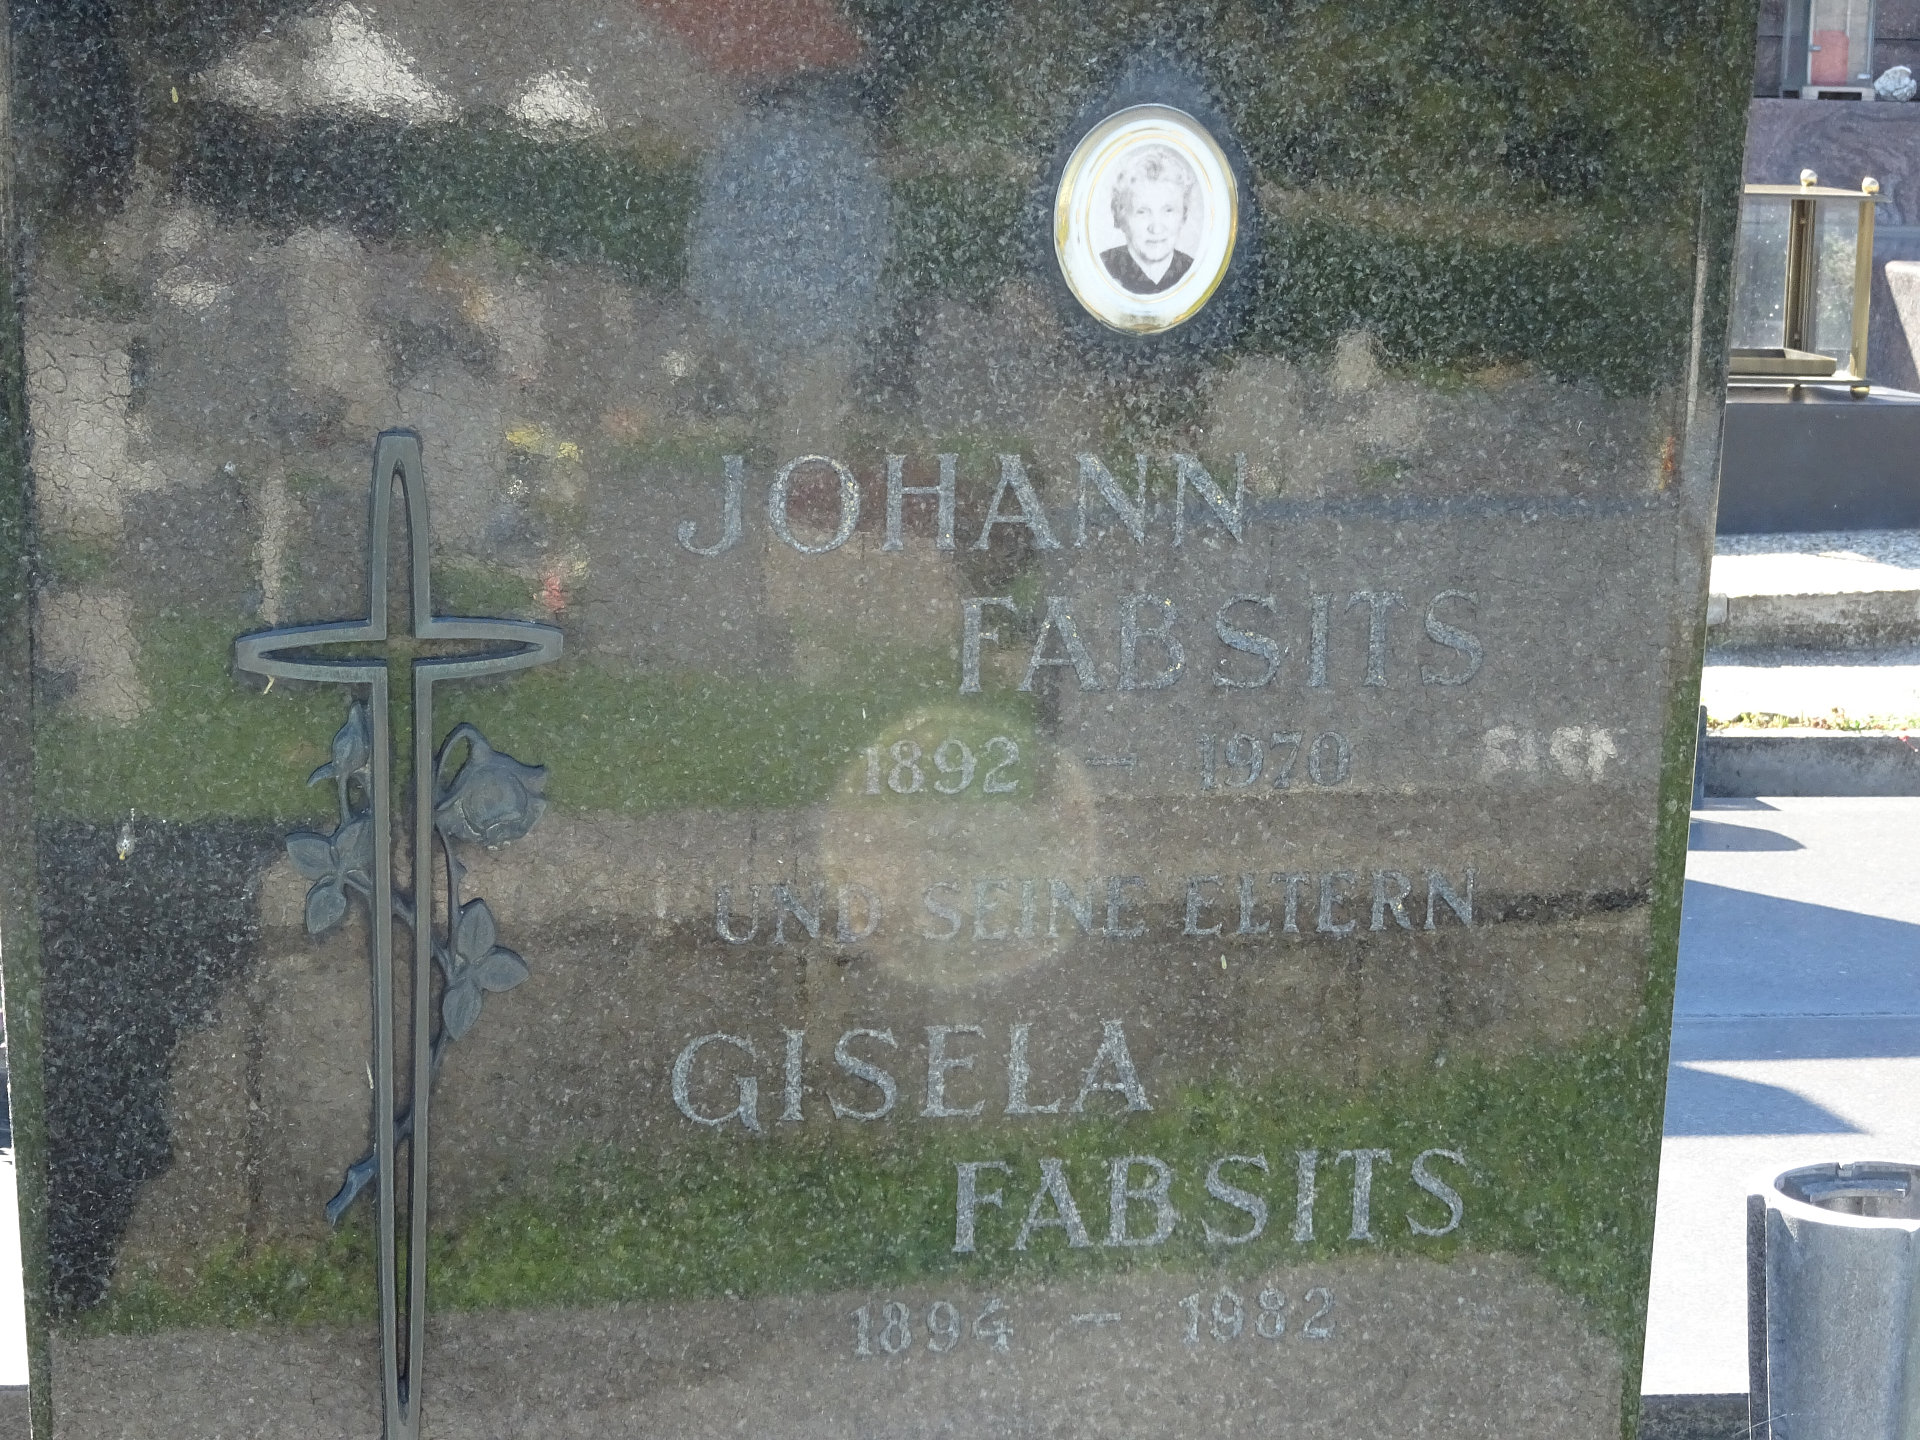 JOHANN
FABSITS
1892 – 1970
UND SEINE ELTERN
GISELA
FABSITS
1894 – 1982